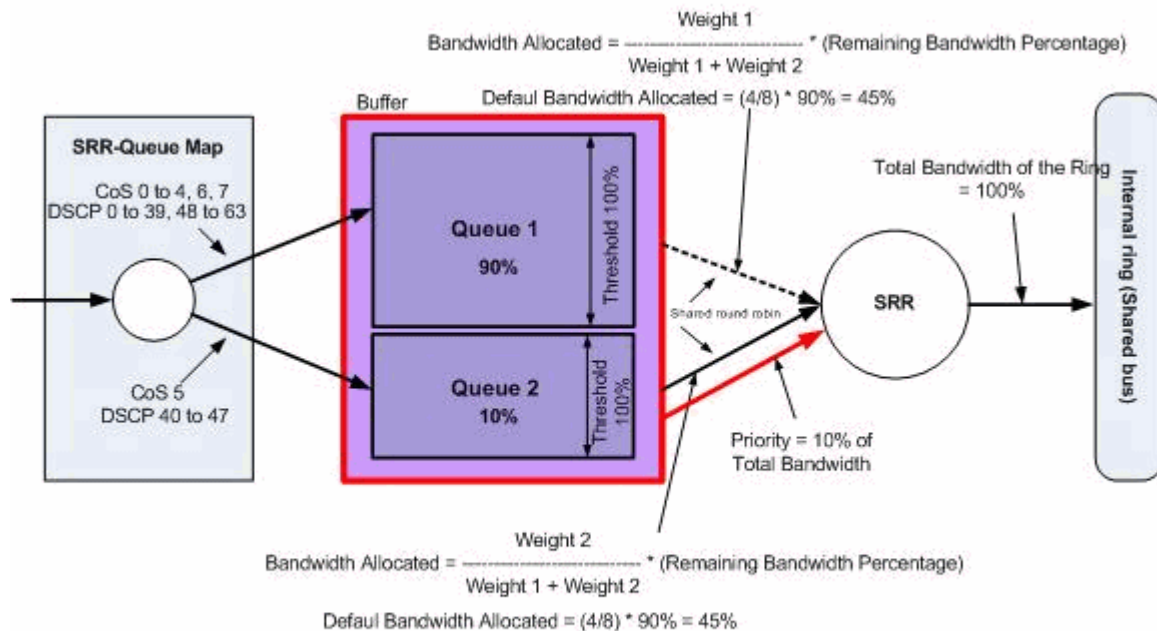 Weight 1
Bandwidth Allocated = ------------------------------ * (Remaining Bandwidth Percentage)
Weight 1 + Weight 2
Defaul Bandwidth Allocated = (4/8) * 90% = 45%
Buffer
SRR-Queue Map
CoS 0 to 4, 6, 7
DSCP 0 to 39, 48 to 63
CoS 5
DSCP 40 to 47
Queue 1
90%
Threshold 100%
Queue 2
10%
Threshold
100%
Shared round robin
SRR
Total Bandwidth of the Ring
= 100%
Priority = 10% of
Total Bandwidth
Internal ring (Shared bus)
Weight 2
Bandwidth Allocated = ------------------------------ * (Remaining Bandwidth Percentage)
Weight 1 + Weight 2
Defaul Bandwidth Allocated = (4/8) * 90% = 45%